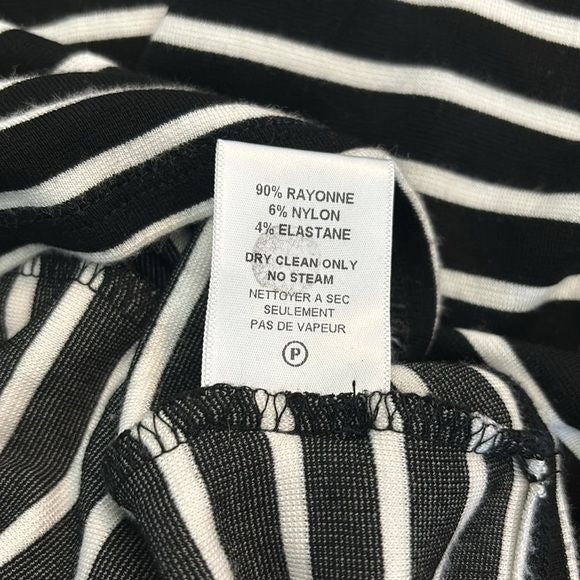 90% RAYONNE
6% NYLON
4% ELASTANE
DRY CLEAN ONLY
NO STEAM
NETTOYER A SEC
SEULEMENT
PAS DE VAPEUR
P